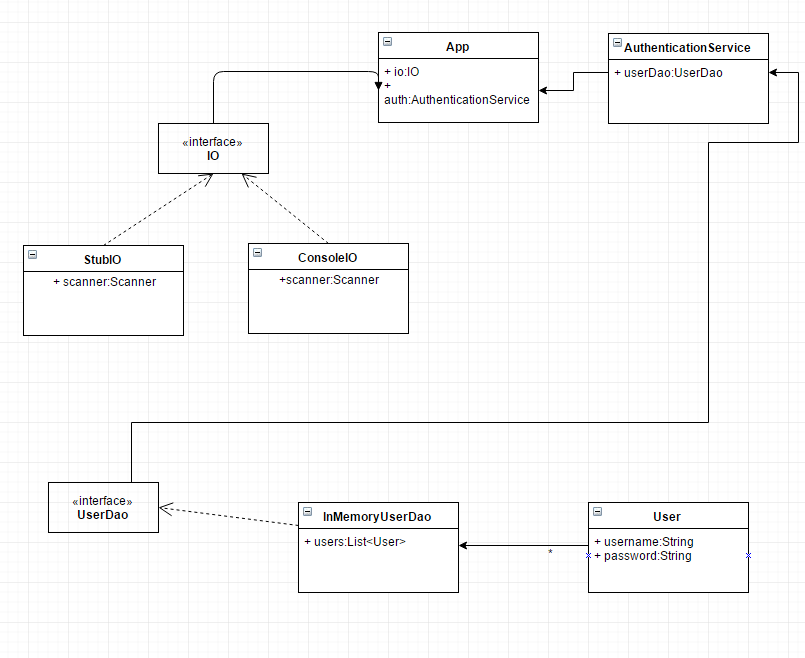 App
+ io:IO
+
auth:AuthenticationService
AuthenticationService
+ userDao:UserDao
«interface»
IO
StubIO
+ scanner:Scanner
ConsoleIO
+scanner:Scanner
«interface»
UserDao
InMemoryUserDao
+ users:List<User>
*
User
+ username:String
+ password:String